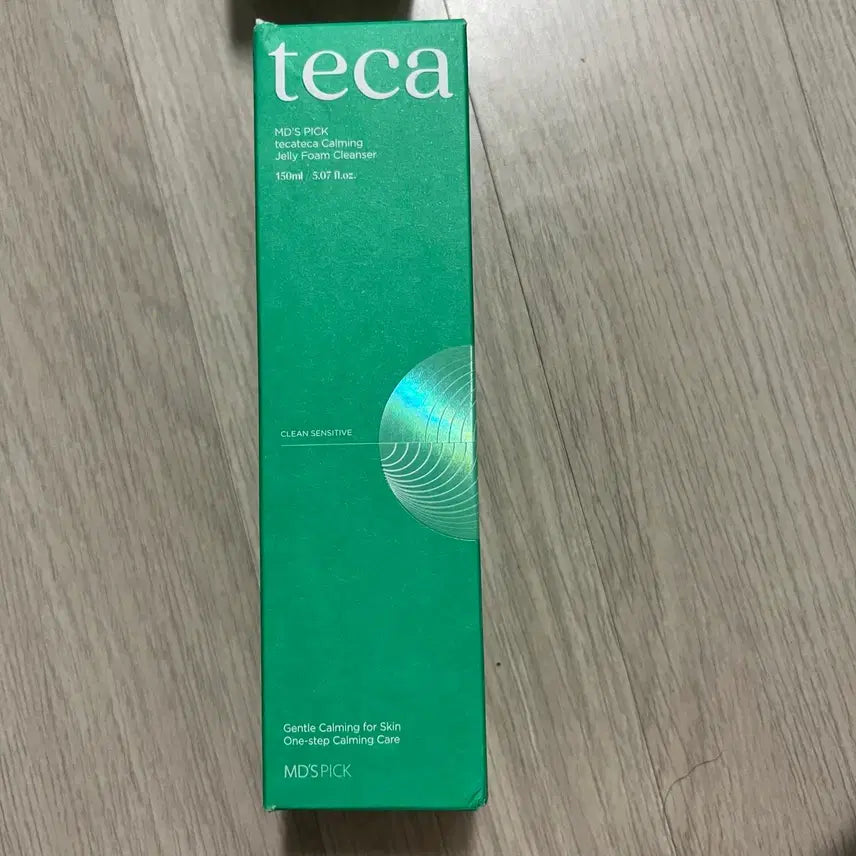 teca
MD'S PICK
tecateca Calming
Jelly Foam Cleanser
150ml / 5.07 fl.oz.
CLEAN SENSITIVE
Gentle Calming for Skin
One-step Calming Care
MD'S PICK